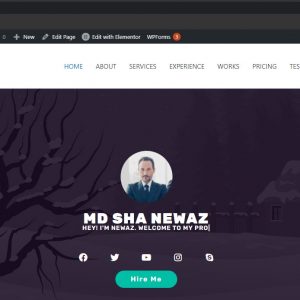 0 + New Edit Page Edit with Elementor WPForms 3
HOME ABOUT SERVICES EXPERIENCE WORKS PRICING TES
MD SHA NEWAZ
HEY! I'M NEWAZ. WELCOME TO MY PRO|
Hire Me